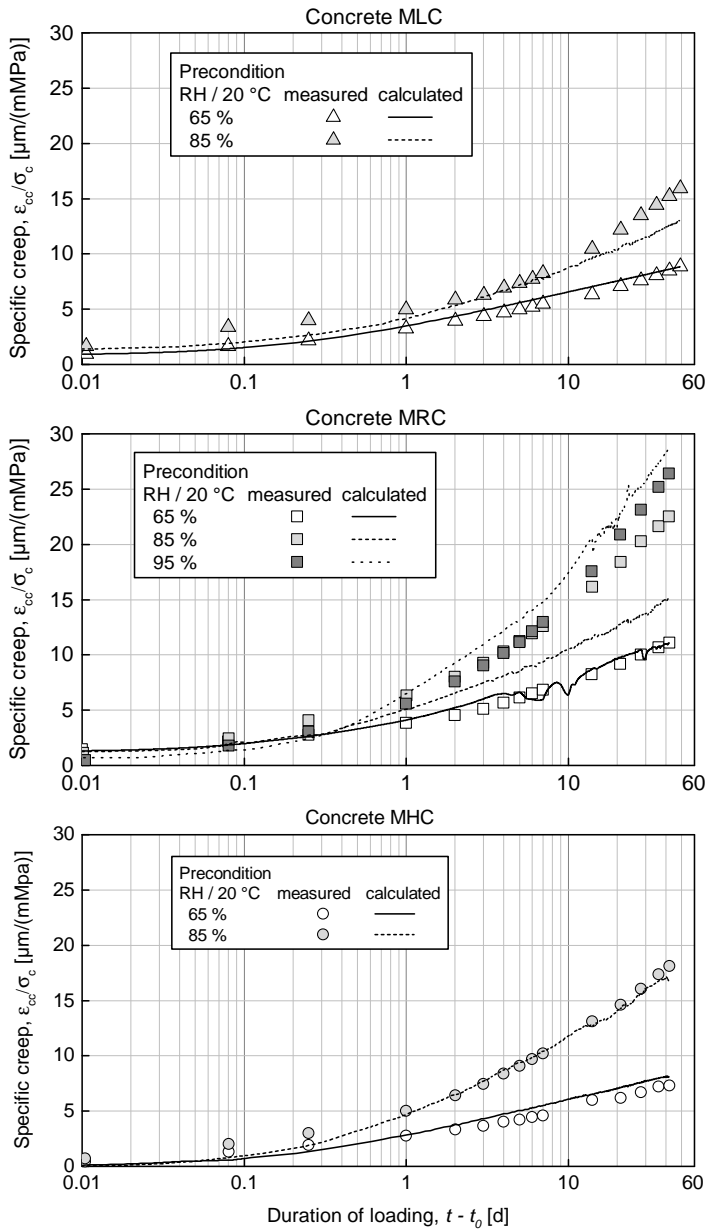 Concrete MLC
30
25
20
15
10
5
0
Specific creep, εcc/σc [µm/(mMPa)]
Precondition
RH / 20 °C measured calculated
65 %
85 %
0.01 0.1 1 10 60
Concrete MRC
30
25
20
15
10
5
0
Specific creep, εcc/σc [µm/(mMPa)]
Precondition
RH / 20 °C measured calculated
65 %
85 %
95 %
0.01 0.1 1 10 60
Concrete MHC
30
25
20
15
10
5
0
Specific creep, εcc/σc [µm/(mMpa)]
Precondition
RH / 20 °C measured calculated
65 %
85 %
0.01 0.1 1 10 60
Duration of loading, t - t0 [d]